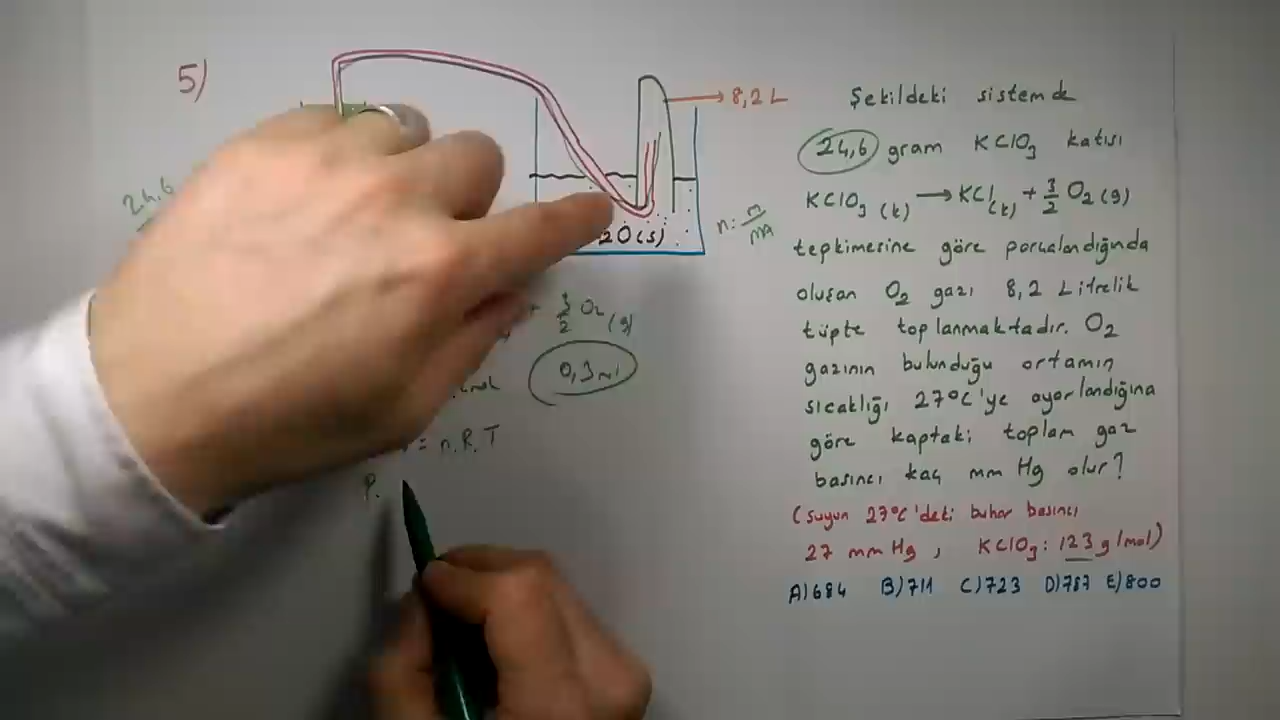 5)
8,2 L
24,6
2O(s)
n: m/MA
+ 3/2 O2 (g)
0,3 mol
= n.R.T
P.
Şekildeki sistemde
24,6 gram KClO3 katısı
KClO3 (k) → KCl(k) + 3/2 O2 (g)
tepkimesine göre parçalandığında
oluşan O2 gazı 8,2 Litrelik
tüpte toplanmaktadır. O2
gazının bulunduğu ortamın
sıcaklığı 27°C'ye ayarlandığına
göre kaptaki toplam gaz
basıncı kaç mm Hg olur?
(suyun 27°C'deki buhar basıncı
27 mm Hg, KClO3: 123 g/mol)
A) 684 B) 711 C) 723 D) 787 E) 800